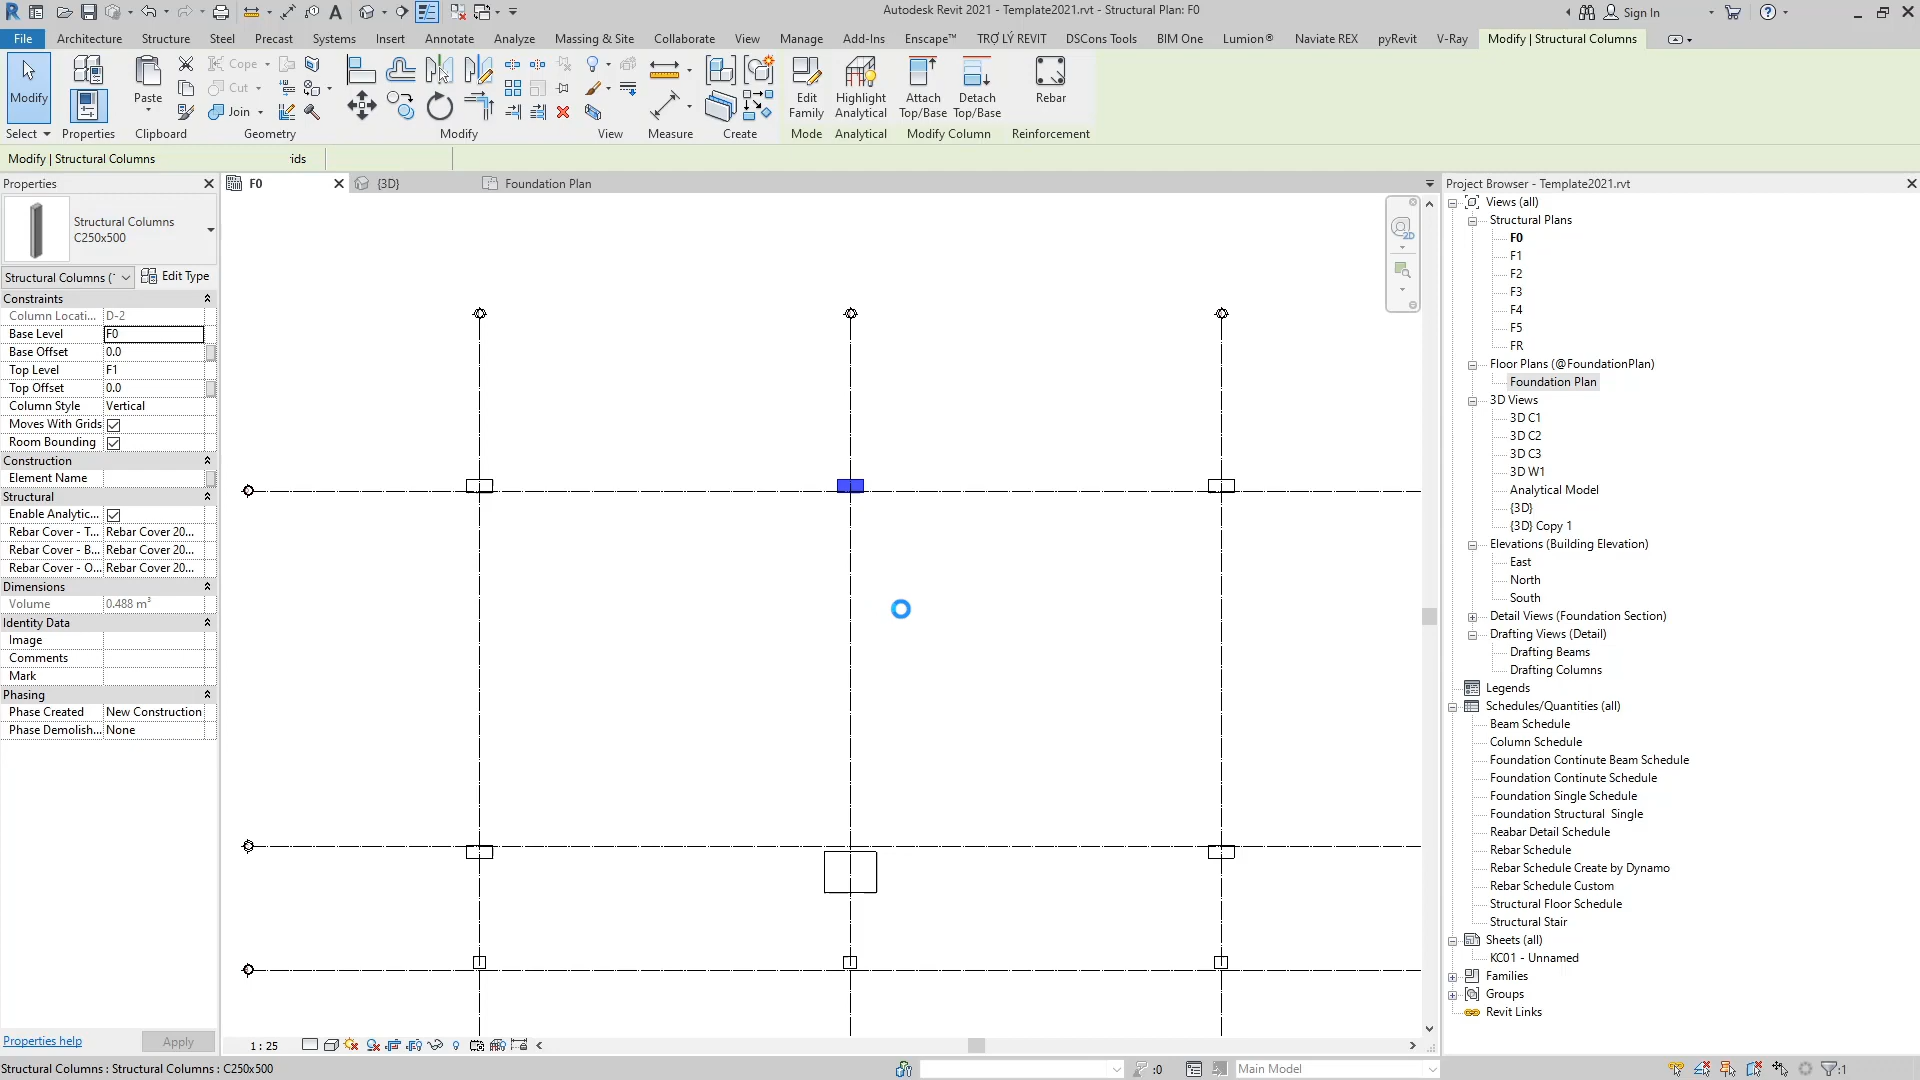 Autodesk Revit 2021 - Template2021.rvt - Structural Plan: F0
Sign In
File Architecture Structure Steel Precast Systems Insert Annotate Analyze Massing & Site Collaborate View Manage Add-Ins Enscape™ TRỢ LÝ REVIT DSCons Tools BIM One Lumion® Naviate REX pyRevit V-Ray Modify | Structural Columns
Modify
Paste
Cope
Cut
Join
Edit Family
Highlight Analytical
Attach Top/Base
Detach Top/Base
Rebar
Select Properties Clipboard Geometry Modify View Measure Create Mode Analytical Modify Column Reinforcement
Modify | Structural Columns ids
Properties
Structural Columns
C250x500
Structural Columns ( Edit Type
Constraints
Column Locati... D-2
Base Level F0
Base Offset 0.0
Top Level F1
Top Offset 0.0
Column Style Vertical
Moves With Grids
Room Bounding
Construction
Element Name
Structural
Enable Analytic...
Rebar Cover - T... Rebar Cover 20...
Rebar Cover - B... Rebar Cover 20...
Rebar Cover - O... Rebar Cover 20...
Dimensions
Volume 0.488 m³
Identity Data
Image
Comments
Mark
Phasing
Phase Created New Construction
Phase Demolish... None
Properties help Apply
F0 {3D} Foundation Plan
2D
1 : 25
Project Browser - Template2021.rvt
Views (all)
Structural Plans
F0
F1
F2
F3
F4
F5
FR
Floor Plans (@FoundationPlan)
Foundation Plan
3D Views
3D C1
3D C2
3D C3
3D W1
Analytical Model
{3D}
{3D} Copy 1
Elevations (Building Elevation)
East
North
South
Detail Views (Foundation Section)
Drafting Views (Detail)
Drafting Beams
Drafting Columns
Legends
Schedules/Quantities (all)
Beam Schedule
Column Schedule
Foundation Continute Beam Schedule
Foundation Continute Schedule
Foundation Single Schedule
Foundation Structural Single
Reabar Detail Schedule
Rebar Schedule
Rebar Schedule Create by Dynamo
Rebar Schedule Custom
Structural Floor Schedule
Structural Stair
Sheets (all)
KC01 - Unnamed
Families
Groups
Revit Links
Structural Columns : Structural Columns : C250x500
:0
Main Model
:1